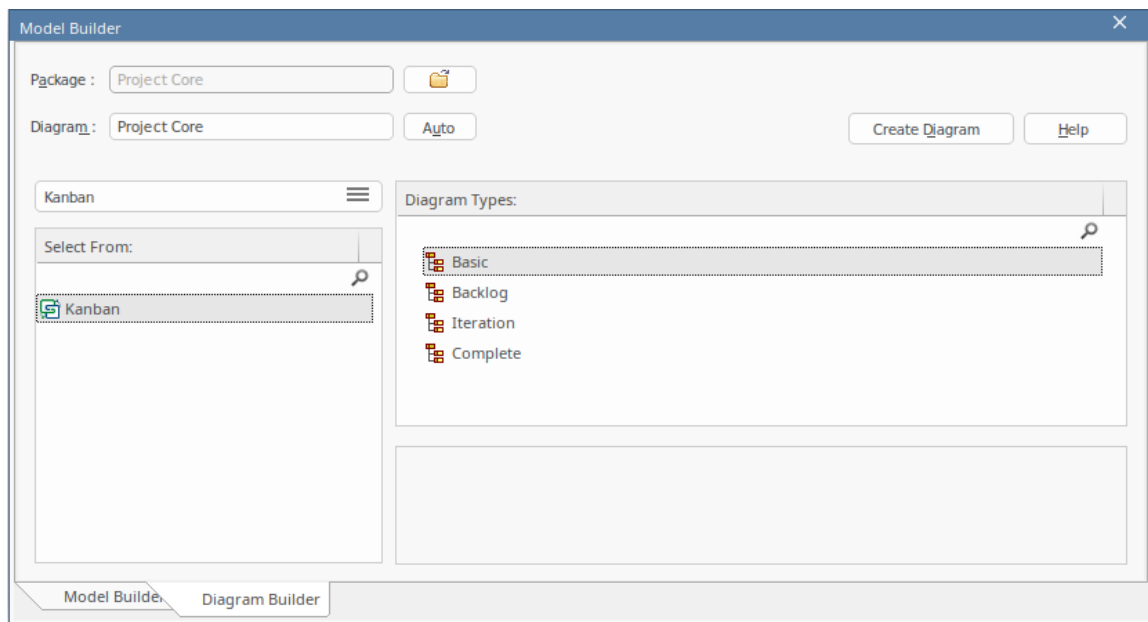 Model Builder
Package : Project Core
Diagram : Project Core Auto Create Diagram Help
Kanban Diagram Types:
Select From:
Basic
Kanban Backlog
Iteration
Complete
Model Builder Diagram Builder